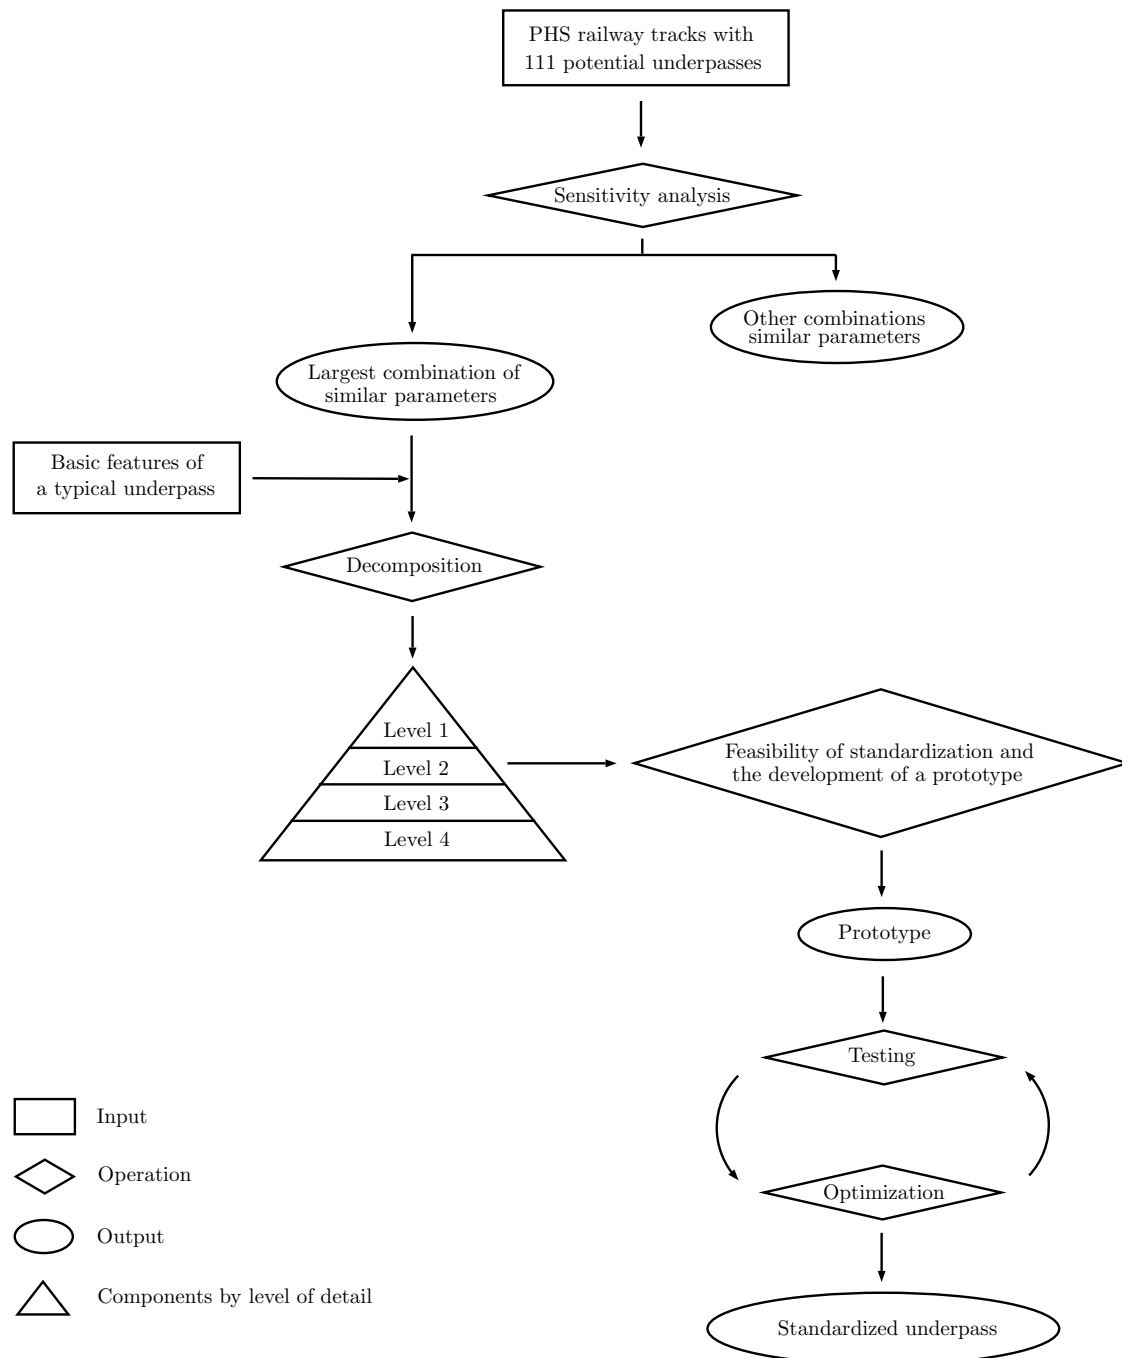 PHS railway tracks with
111 potential underpasses
Sensitivity analysis
Other combinations
similar parameters
Largest combination of
similar parameters
Basic features of
a typical underpass
Decomposition
Level 1
Level 2
Level 3
Level 4
Feasibility of standardization and
the development of a prototype
Prototype
Testing
Optimization
Standardized underpass
Input
Operation
Output
Components by level of detail